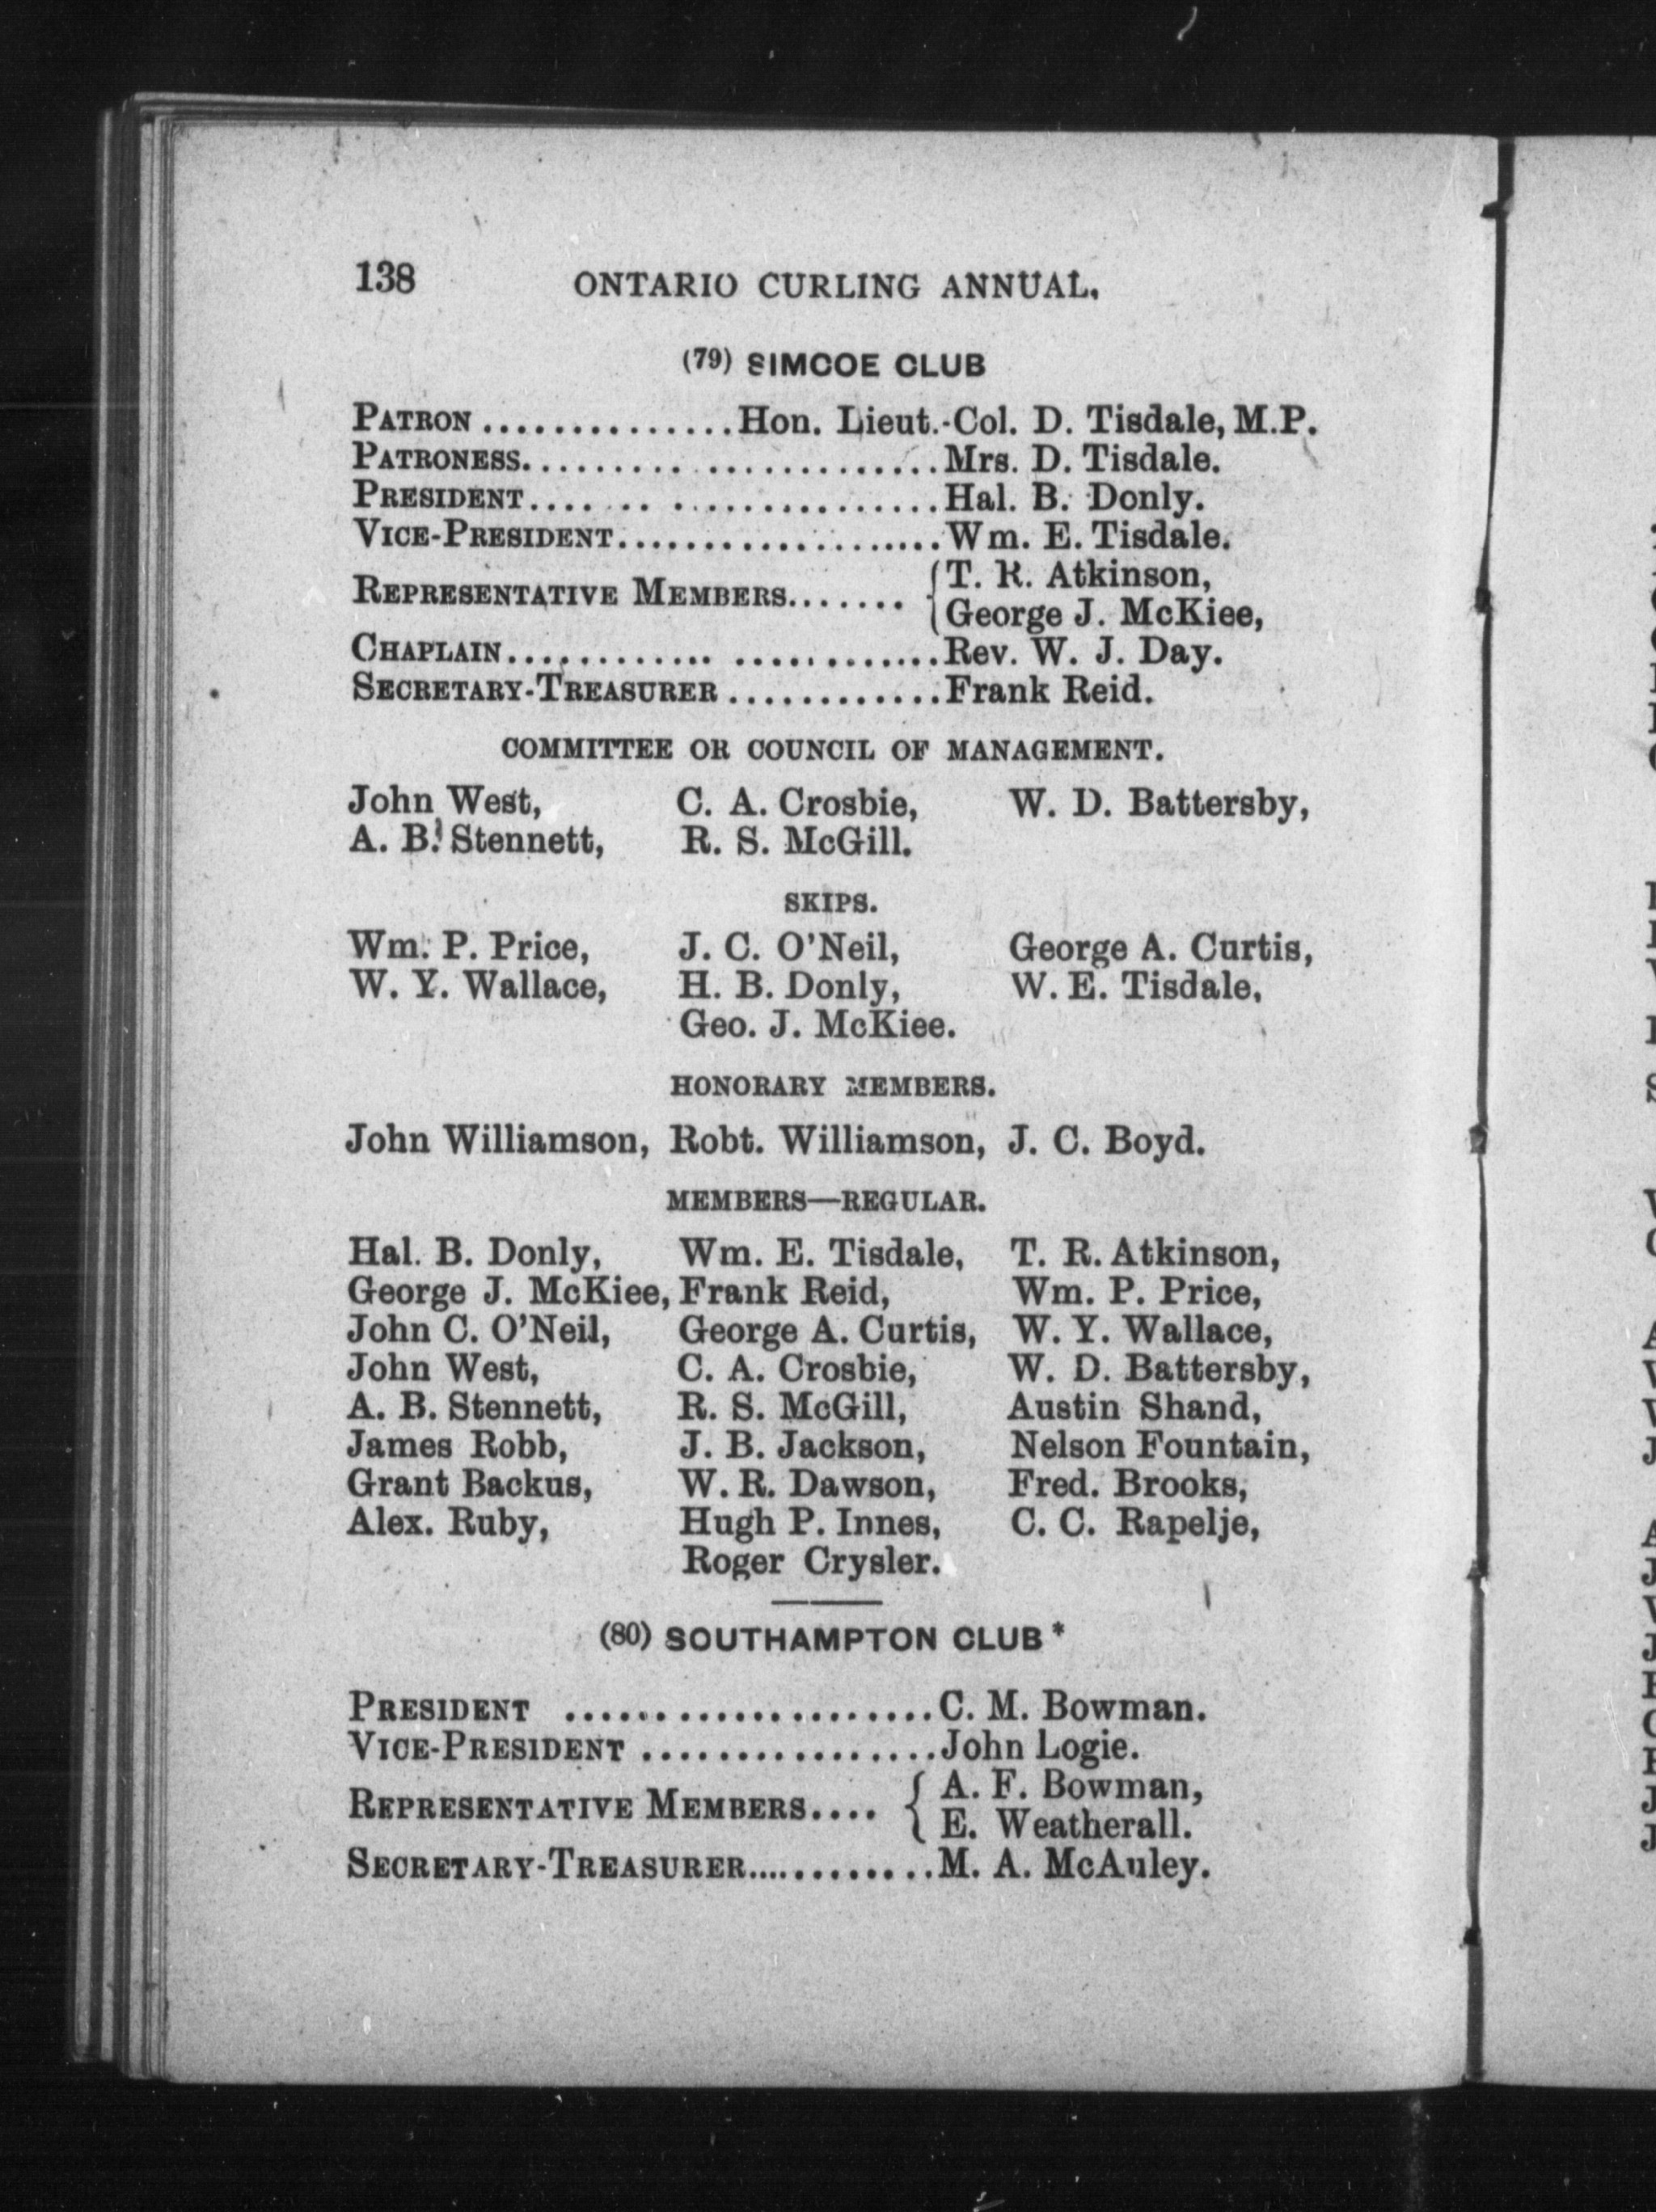 138 ONTARIO CURLING ANNUAL.
(79) SIMCOE CLUB
PATRON ............... Hon. Lieut.-Col. D. Tisdale, M.P.
PATRONESS. ....................... Mrs. D. Tisdale.
PRESIDENT ....................... Hal. B. Donly.
VICE-PRESIDENT ....................... Wm. E. Tisdale.
REPRESENTATIVE MEMBERS ....... { T. R. Atkinson,
George J. McKiee,
CHAPLAIN ....................... Rev. W. J. Day.
SECRETARY-TREASURER ............ Frank Reid.
COMMITTEE OR COUNCIL OF MANAGEMENT.
John West, C. A. Crosbie, W. D. Battersby,
A. B. Stennett, R. S. McGill.
SKIPS.
Wm. P. Price, J. C. O'Neil, George A. Curtis,
W. Y. Wallace, H. B. Donly, W. E. Tisdale,
Geo. J. McKiee.
HONORARY MEMBERS.
John Williamson, Robt. Williamson, J. C. Boyd.
MEMBERS—REGULAR.
Hal. B. Donly, Wm. E. Tisdale, T. R. Atkinson,
George J. McKiee, Frank Reid, Wm. P. Price,
John C. O'Neil, George A. Curtis, W. Y. Wallace,
John West, C. A. Crosbie, W. D. Battersby,
A. B. Stennett, R. S. McGill, Austin Shand,
James Robb, J. B. Jackson, Nelson Fountain,
Grant Backus, W. R. Dawson, Fred. Brooks,
Alex. Ruby, Hugh P. Innes, C. C. Rapelje,
Roger Crysler.
(80) SOUTHAMPTON CLUB*
PRESIDENT ...................... C. M. Bowman.
VICE-PRESIDENT ................. John Logie.
REPRESENTATIVE MEMBERS.... { A. F. Bowman,
E. Weatherall.
SECRETARY-TREASURER ............ M. A. McAuley.